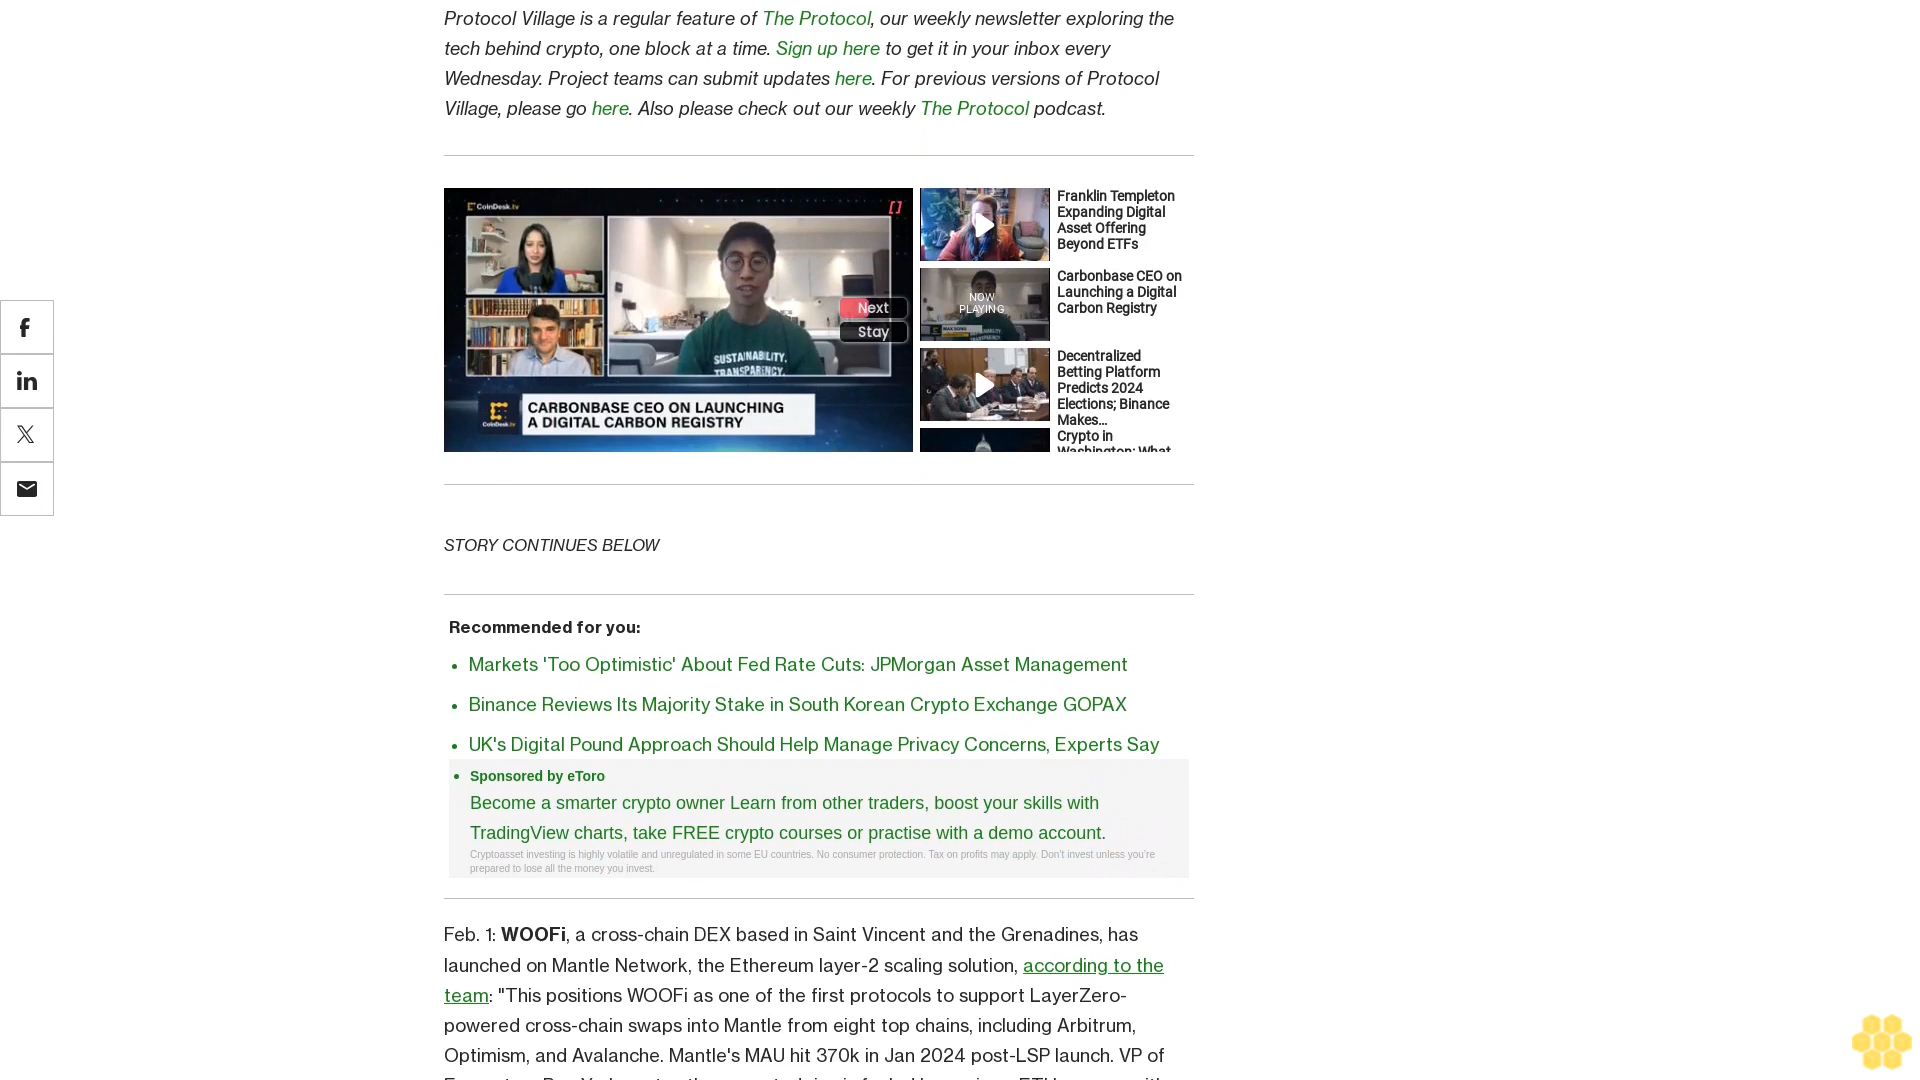 Protocol Village is a regular feature of The Protocol, our weekly newsletter exploring the
tech behind crypto, one block at a time. Sign up here to get it in your inbox every
Wednesday. Project teams can submit updates here. For previous versions of Protocol
Village, please go here. Also please check out our weekly The Protocol podcast.
CoinDesk.tv
[]
SUSTAINABILITY.
TRANSPARENCY.
Next
Stay
CoinDesk.tv
CARBONBASE CEO ON LAUNCHING
A DIGITAL CARBON REGISTRY
Franklin Templeton
Expanding Digital
Asset Offering
Beyond ETFs
NOW
PLAYING
Carbonbase CEO on
Launching a Digital
Carbon Registry
Decentralized
Betting Platform
Predicts 2024
Elections; Binance
Makes...
Crypto in
Washington: What
STORY CONTINUES BELOW
Recommended for you:
• Markets 'Too Optimistic' About Fed Rate Cuts: JPMorgan Asset Management
• Binance Reviews Its Majority Stake in South Korean Crypto Exchange GOPAX
• UK's Digital Pound Approach Should Help Manage Privacy Concerns, Experts Say
• Sponsored by eToro
Become a smarter crypto owner Learn from other traders, boost your skills with
TradingView charts, take FREE crypto courses or practise with a demo account.
Cryptoasset investing is highly volatile and unregulated in some EU countries. No consumer protection. Tax on profits may apply. Don't invest unless you're
prepared to lose all the money you invest.
Feb. 1: WOOFi, a cross-chain DEX based in Saint Vincent and the Grenadines, has
launched on Mantle Network, the Ethereum layer-2 scaling solution, according to the
team: "This positions WOOFi as one of the first protocols to support LayerZero-
powered cross-chain swaps into Mantle from eight top chains, including Arbitrum,
Optimism, and Avalanche. Mantle's MAU hit 370k in Jan 2024 post-LSP launch. VP of